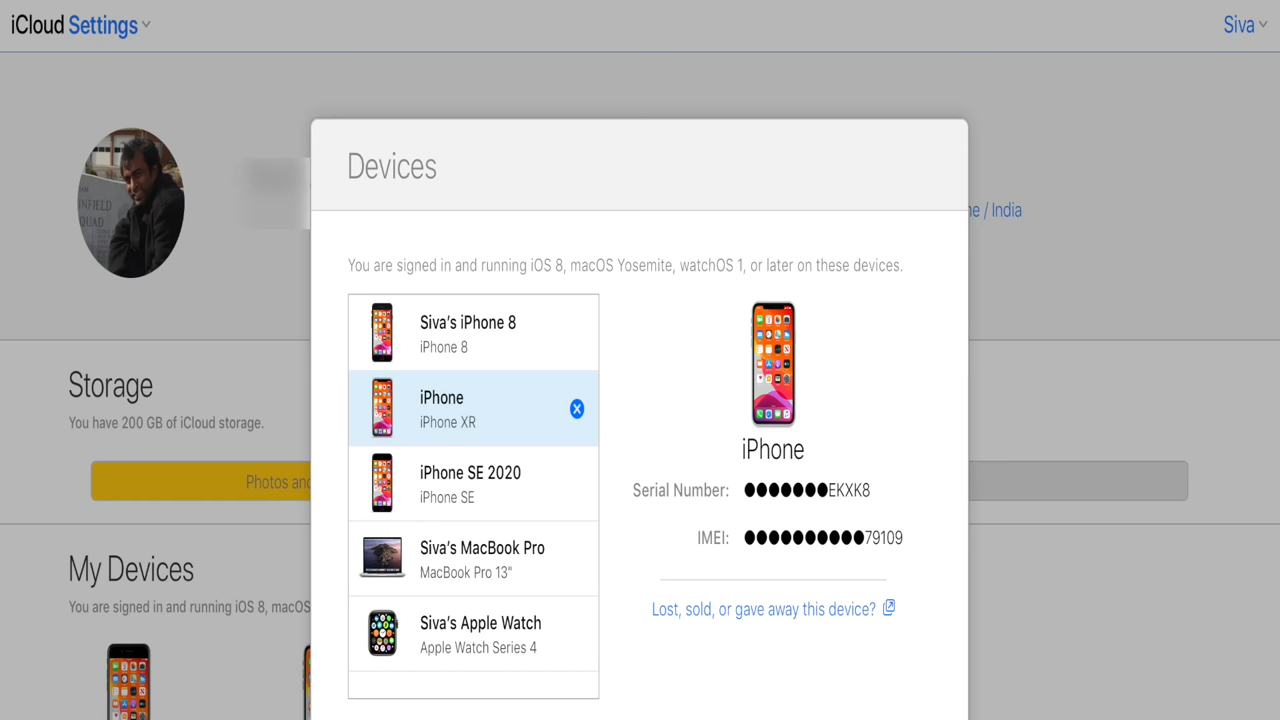 iCloud Settings
Siva
Devices
/ India
You are signed in and running iOS 8, macOS Yosemite, watchOS 1, or later on these devices.
Siva's iPhone 8
iPhone 8
iPhone
iPhone XR
iPhone SE 2020
iPhone SE
Siva's MacBook Pro
MacBook Pro 13"
Siva's Apple Watch
Apple Watch Series 4
iPhone
Serial Number: ●●●●●●●EKXK8
IMEI: ●●●●●●●●●●79109
Lost, sold, or gave away this device?
Storage
You have 200 GB of iCloud storage.
Photos and
My Devices
You are signed in and running iOS 8, macOS
INFIELD
QUAD